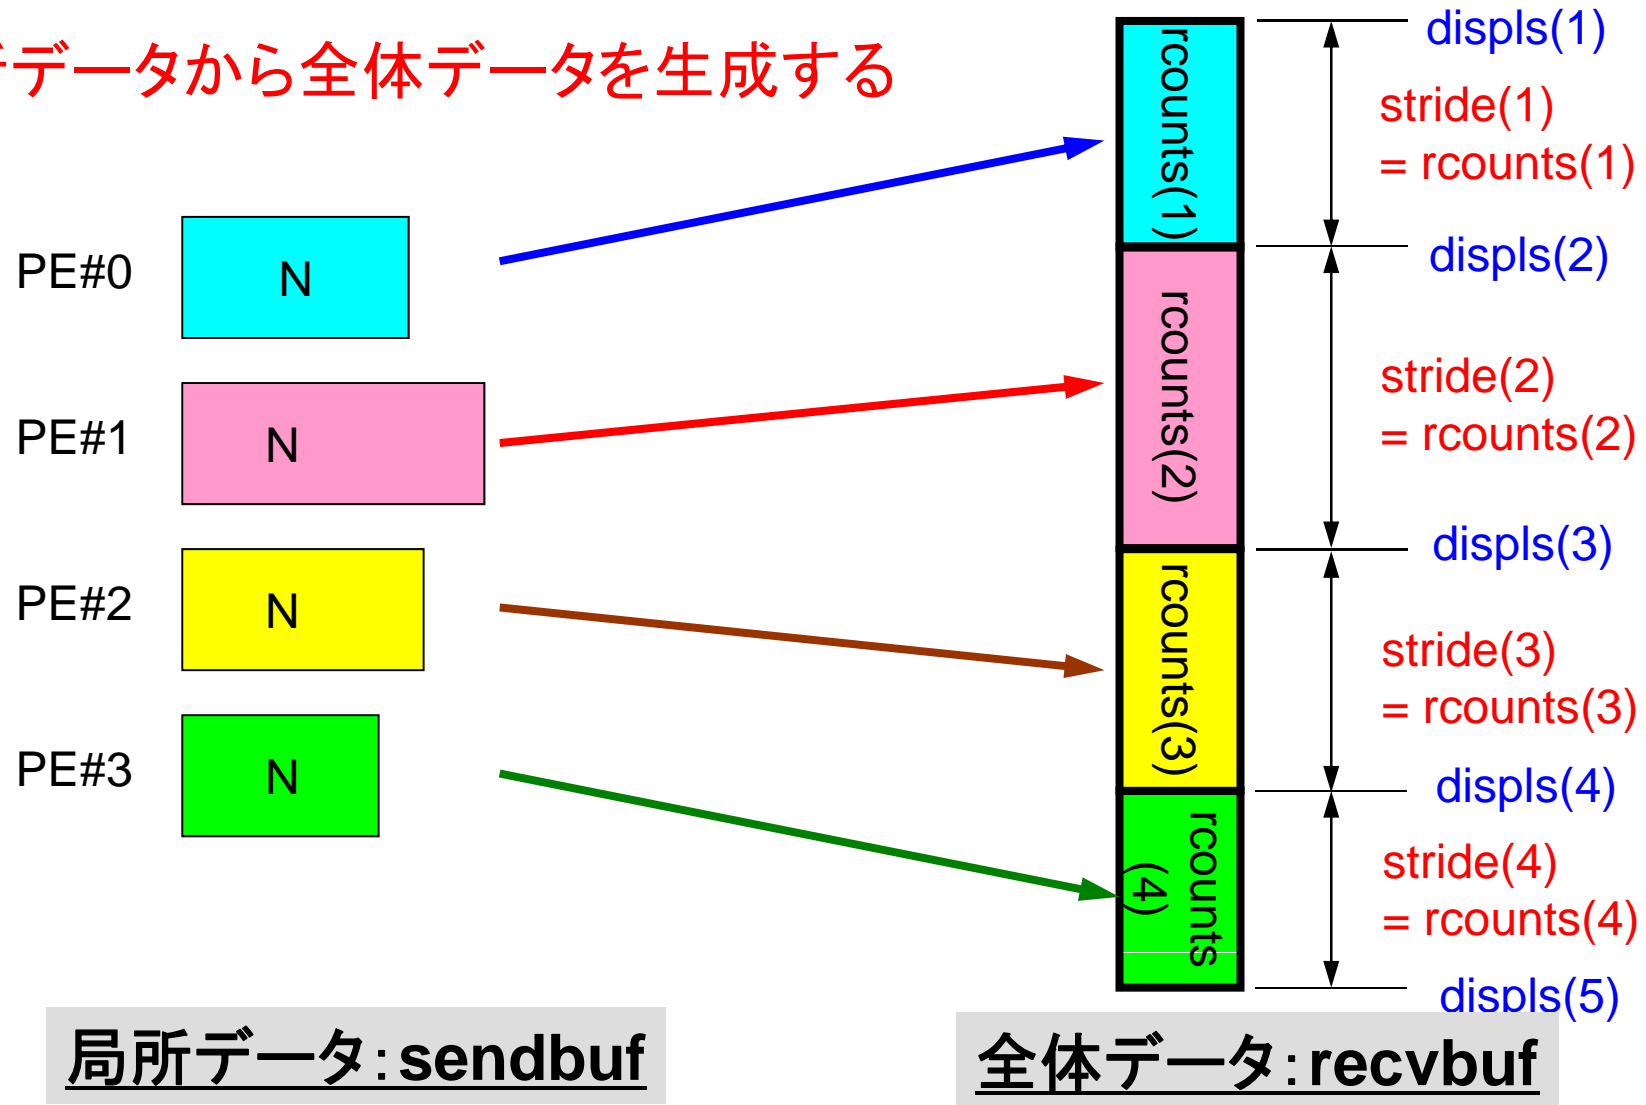 データから全体データを生成する
PE#0
N
PE#1
N
PE#2
N
PE#3
N
局所データ:sendbuf
rcounts(1)
rcounts(2)
rcounts(3)
rcounts
(4)
displs(1)
stride(1)
= rcounts(1)
displs(2)
stride(2)
= rcounts(2)
displs(3)
stride(3)
= rcounts(3)
displs(4)
stride(4)
= rcounts(4)
displs(5)
全体データ:recvbuf